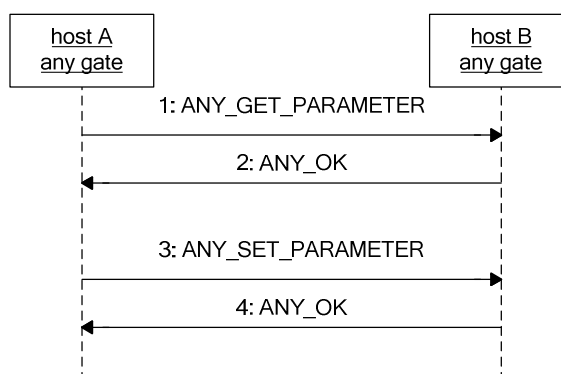 host A
any gate
host B
any gate
1: ANY_GET_PARAMETER
2: ANY_OK
3: ANY_SET_PARAMETER
4: ANY_OK